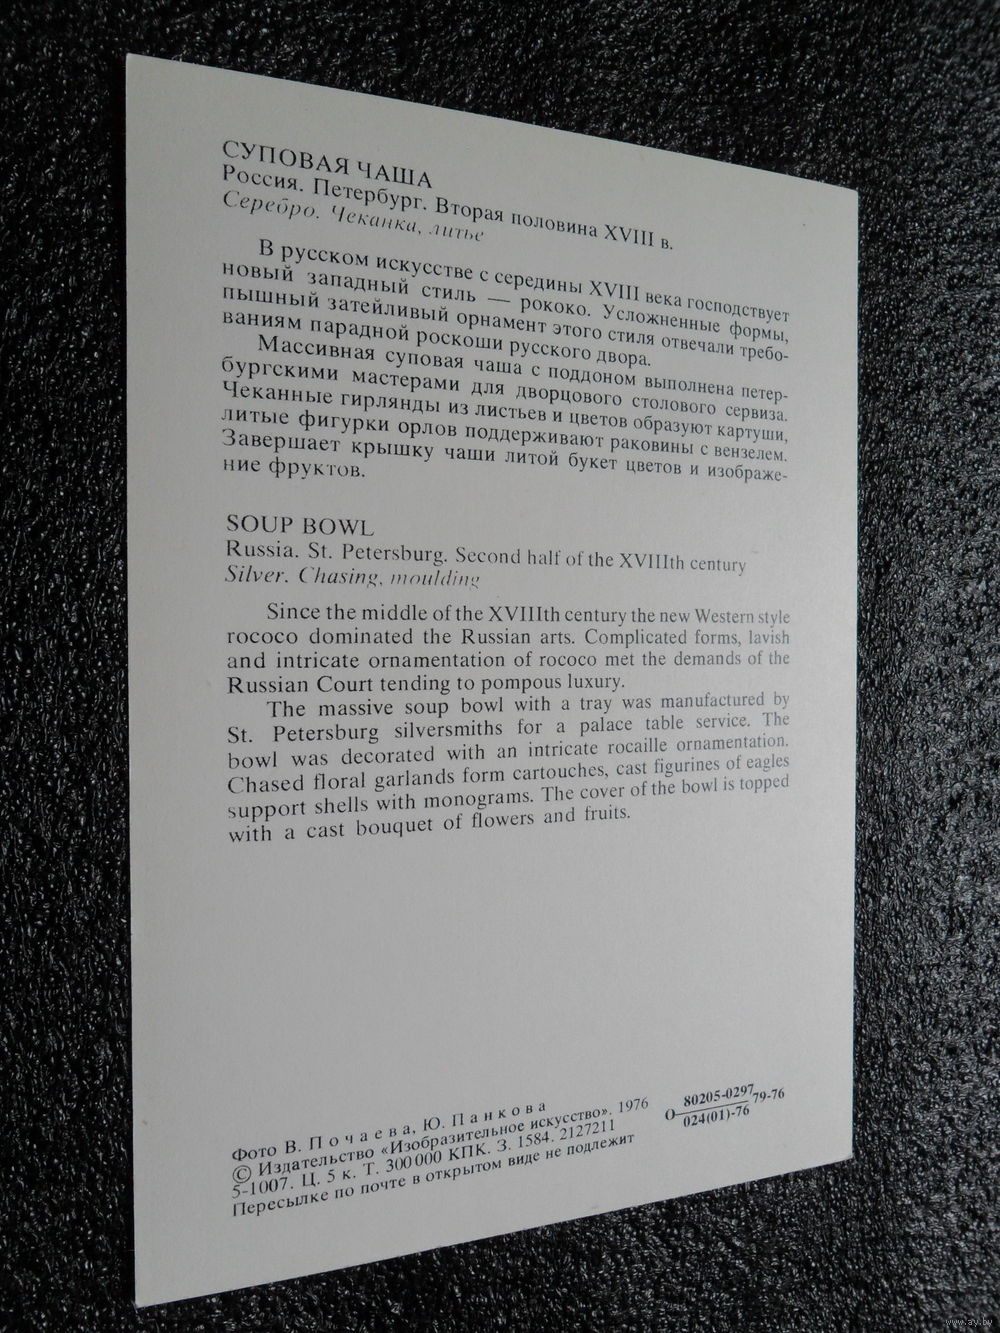 СУПОВАЯ ЧАША
Россия. Петербург. Вторая половина XVIII в.
Серебро. Чеканка, литье
В русском искусстве с середины XVIII века господствует
новый западный стиль — рококо. Усложненные формы,
пышный затейливый орнамент этого стиля отвечали требо-
ваниям парадной роскоши русского двора.
Массивная суповая чаша с поддоном выполнена петер-
бургскими мастерами для дворцового столового сервиза.
Чеканные гирлянды из листьев и цветов образуют картуши,
литые фигурки орлов поддерживают раковины с вензелем.
Завершает крышку чаши литой букет цветов и изображе-
ние фруктов.
SOUP BOWL
Russia. St. Petersburg. Second half of the XVIIIth century
Silver. Chasing, moulding
Since the middle of the XVIIIth century the new Western style
rococo dominated the Russian arts. Complicated forms, lavish
and intricate ornamentation of rococo met the demands of the
Russian Court tending to pompous luxury.
The massive soup bowl with a tray was manufactured by
St. Petersburg silversmiths for a palace table service. The
bowl was decorated with an intricate rocaille ornamentation.
Chased floral garlands form cartouches, cast figurines of eagles
support shells with monograms. The cover of the bowl is topped
with a cast bouquet of flowers and fruits.
Фото В. Почаева, Ю. Панкова
© Издательство «Изобразительное искусство». 1976
5-1007. Ц. 5 к. Т. 300 000 КПК. З. 1584. 2127211
Пересылке по почте в открытом виде не подлежит
О 80205-0297 79-76
024(01)-76
www.ay.by